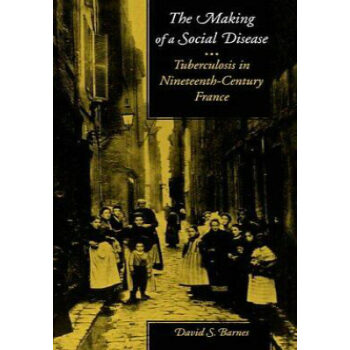 The Making
of a Social Disease
•••
Tuberculosis in
Nineteenth-Century
France
David S. Barnes